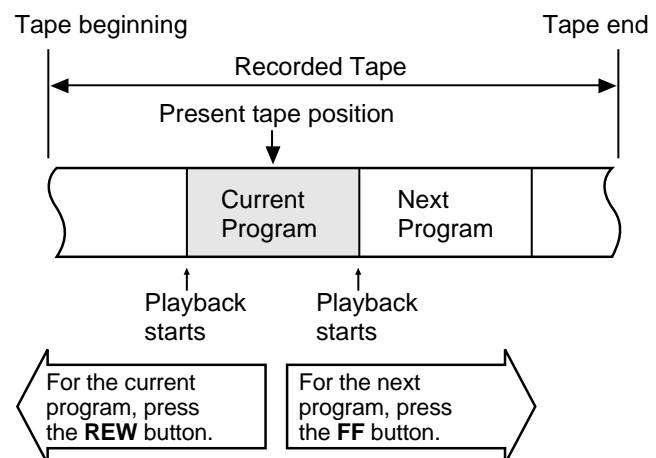 Tape beginning
Tape end
Recorded Tape
Present tape position
Current
Program
Next
Program
Playback
starts
Playback
starts
For the current
program, press
the REW button.
For the next
program, press
the FF button.